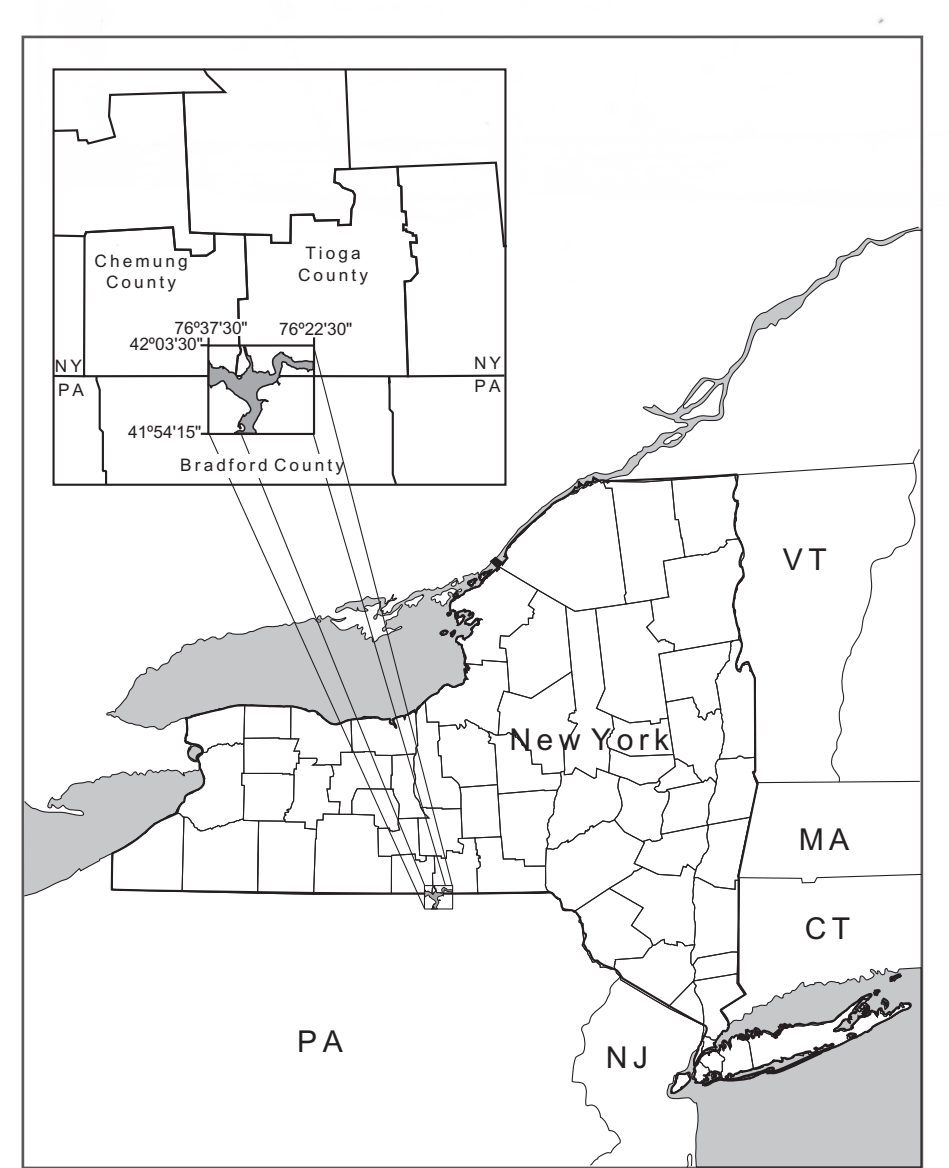 Chemung
County
Tioga
County
76º37'30"
76º22'30"
42º03'30"
NY
NY
PA
PA
41º54'15"
Bradford County
VT
New York
MA
CT
PA
NJ